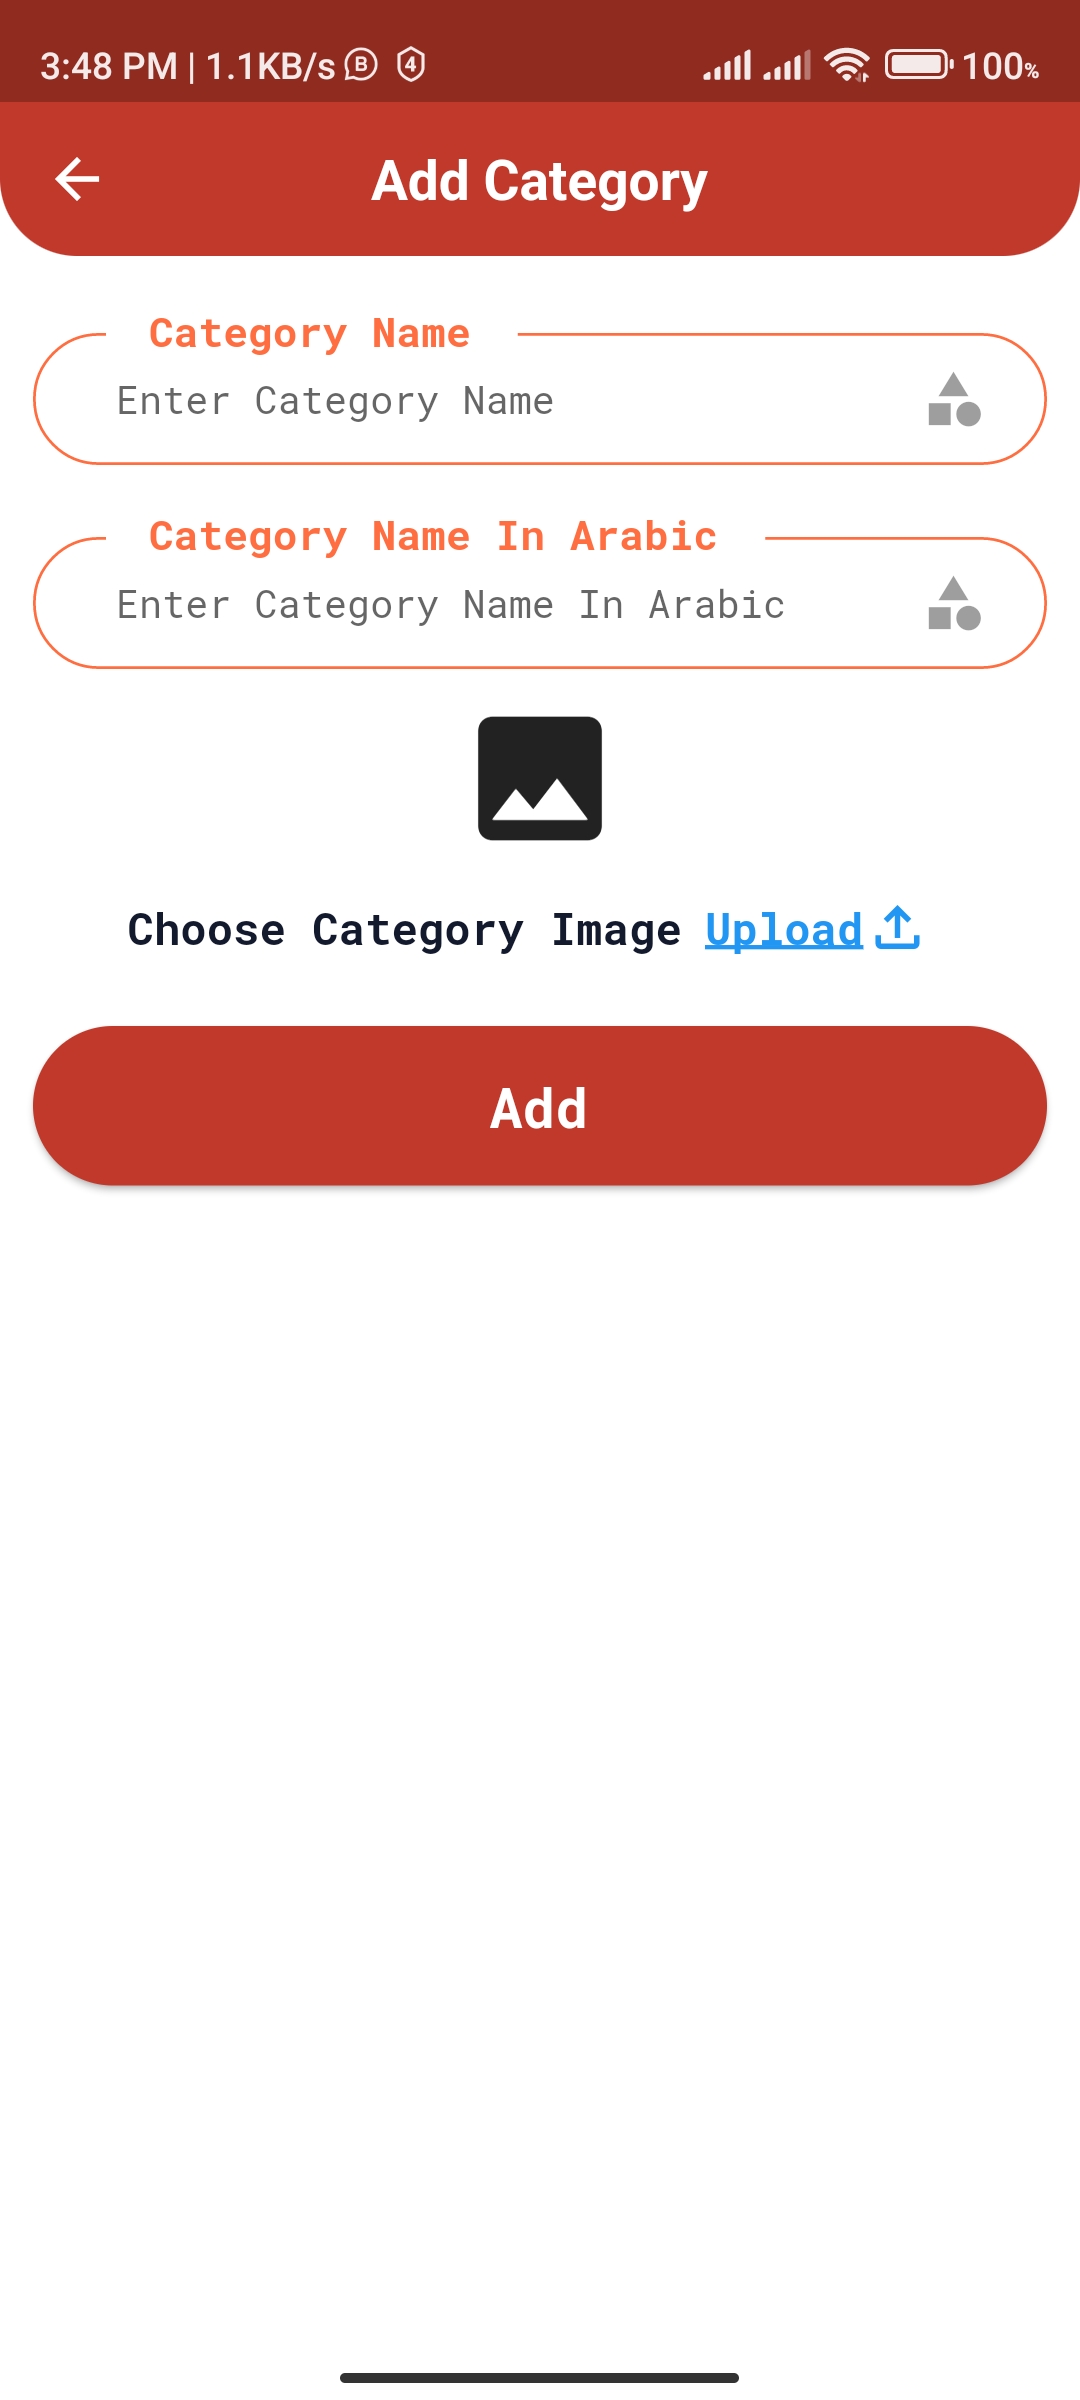 3:48 PM | 1.1KB/s B 4 100%
Add Category
Category Name
Enter Category Name
Category Name In Arabic
Enter Category Name In Arabic
Choose Category Image Upload
Add